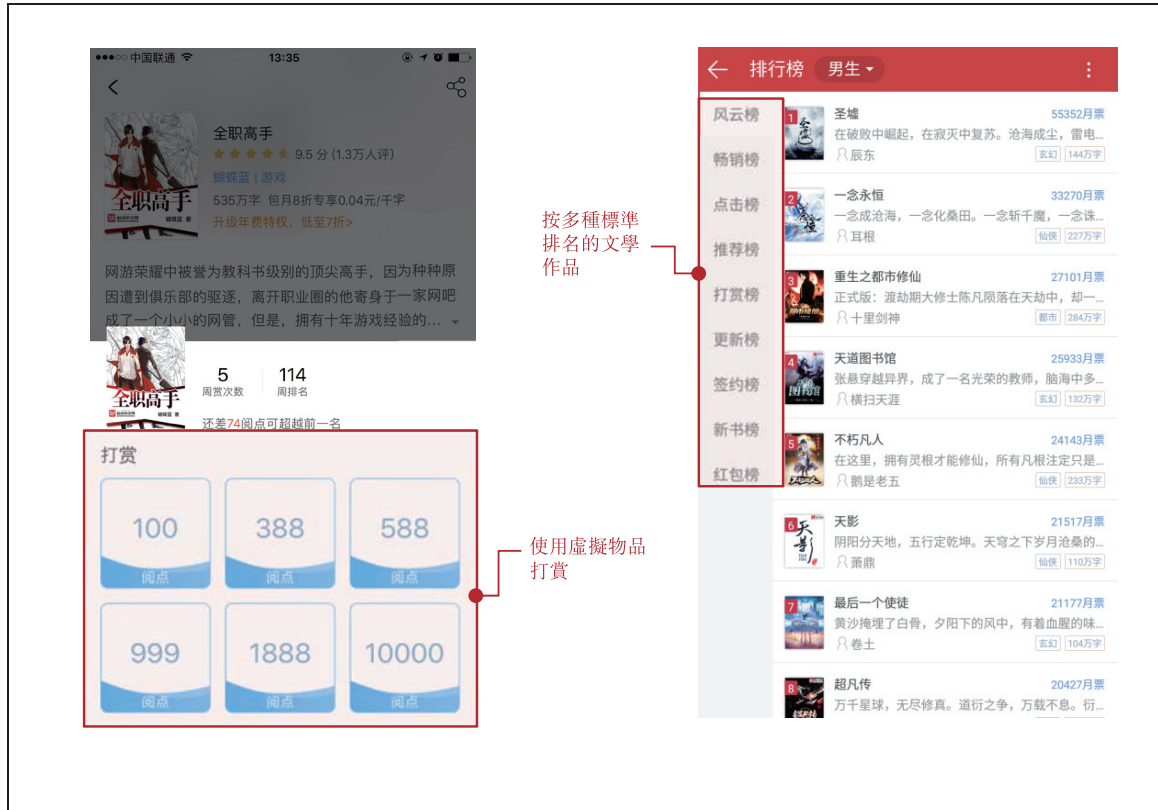 中国联通
13:35
全职高手
9.5 分 (1.3万人评)
蝴蝶蓝 | 游戏
535万字 包月8折专享0.04元/千字
升级年费特权，低至7折>
全职高手
蝴蝶蓝 著
网游荣耀中被誉为教科书级别的顶尖高手，因为种种原
因遭到俱乐部的驱逐，离开职业圈的他寄身于一家网吧
成了一个小小的网管，但是，拥有十年游戏经验的...
全职高手
5
周赏次数
114
周排名
还差74阅点可超越前一名
打赏
100
阅点
388
阅点
588
阅点
999
阅点
1888
阅点
10000
阅点
使用虛擬物品
打賞
按多種標準
排名的文學
作品
排行榜 男生
风云榜
畅销榜
点击榜
推荐榜
打赏榜
更新榜
签约榜
新书榜
红包榜
1
圣墟
55352月票
在破败中崛起，在寂灭中复苏。沧海成尘，雷电...
辰东
玄幻 144万字
2
一念永恒
33270月票
一念成沧海，一念化桑田。一念斩千魔，一念诛...
耳根
仙侠 227万字
3
重生之都市修仙
27101月票
正式版：渡劫期大修士陈凡陨落在天劫中，却一...
十里剑神
都市 284万字
4
天道图书馆
25933月票
张悬穿越异界，成了一名光荣的教师，脑海中多...
横扫天涯
玄幻 132万字
5
不朽凡人
24143月票
在这里，拥有灵根才能修仙，所有凡根注定只是...
鹅是老五
仙侠 233万字
6
天影
21517月票
阴阳分天地，五行定乾坤。天穹之下岁月沧桑的...
萧鼎
仙侠 110万字
7
最后一个使徒
21177月票
黄沙掩埋了白骨，夕阳下的风中，有着血腥的味...
卷土
玄幻 104万字
8
超凡传
20427月票
万千星球，无尽修真。道衍之争，万载不息。衍...